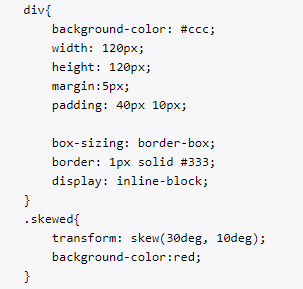 div{
    background-color: #ccc;
    width: 120px;
    height: 120px;
    margin:5px;
    padding: 40px 10px;

    box-sizing: border-box;
    border: 1px solid #333;
    display: inline-block;
}
.skewed{
    transform: skew(30deg, 10deg);
    background-color:red;
}